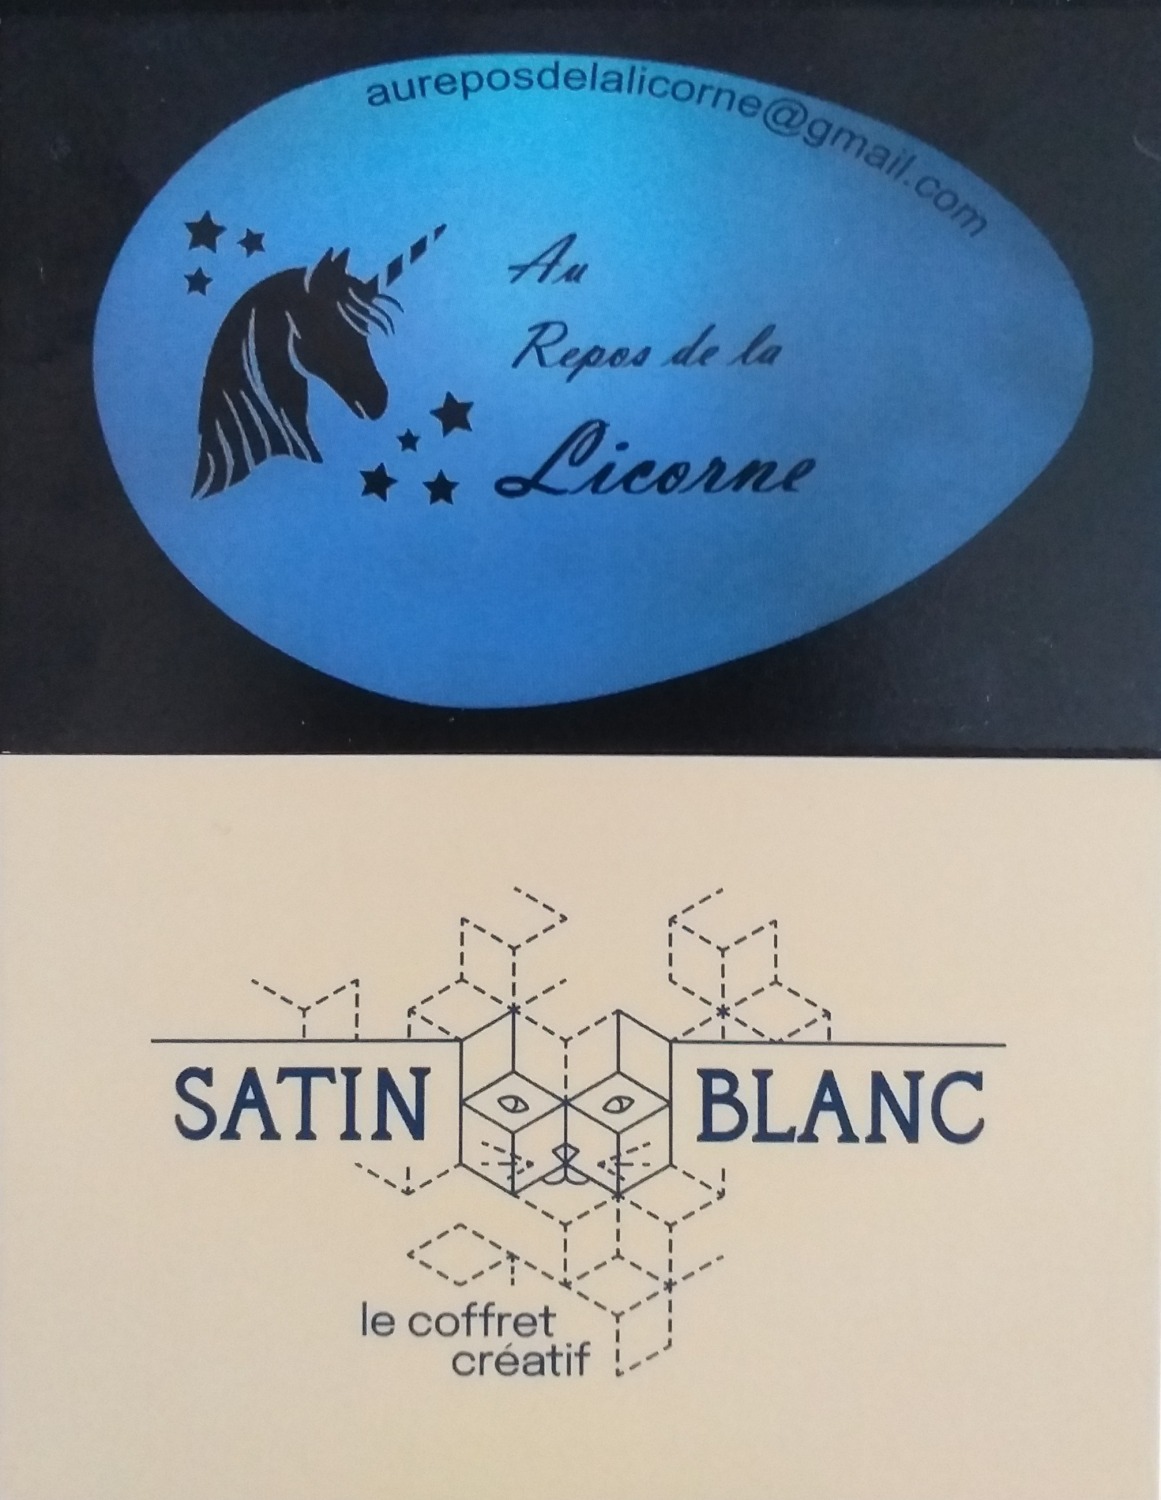 aureposdelalicorne@gmail.com
Au
Repos de la
Licorne
SATIN BLANC
le coffret
créatif